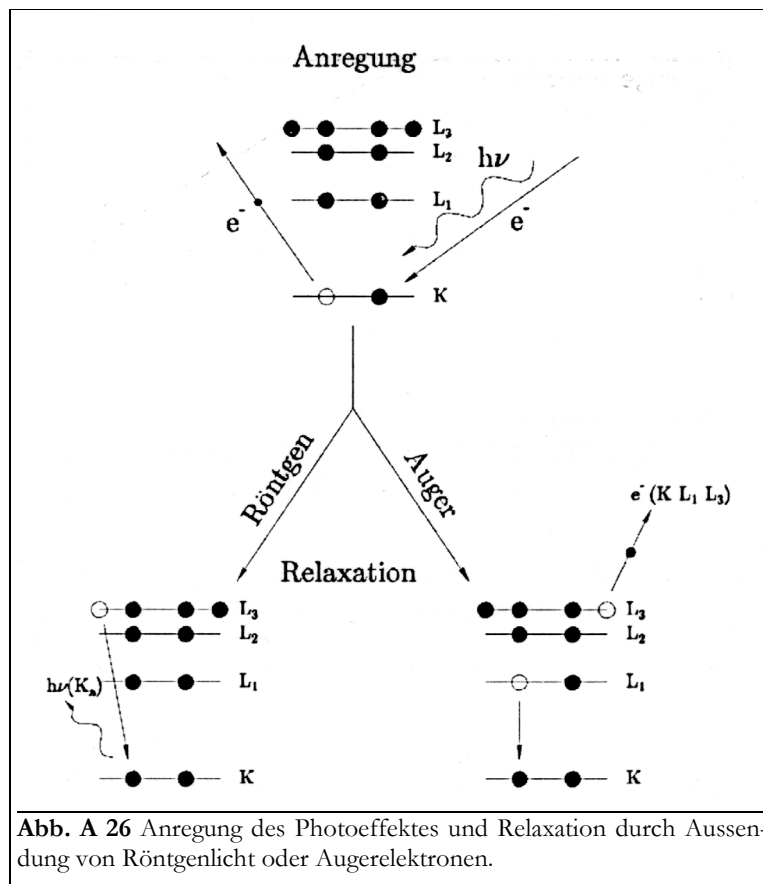 Anregung
L₃
L₂
hν
L₁
e⁻
e⁻
K
Röntgen
Auger
e⁻(K L₁ L₃)
Relaxation
L₃
L₃
L₂
L₂
hν(Kₐ)
L₁
L₁
K
K
Abb. A 26 Anregung des Photoeffektes und Relaxation durch Aussen-
dung von Röntgenlicht oder Augerelektronen.